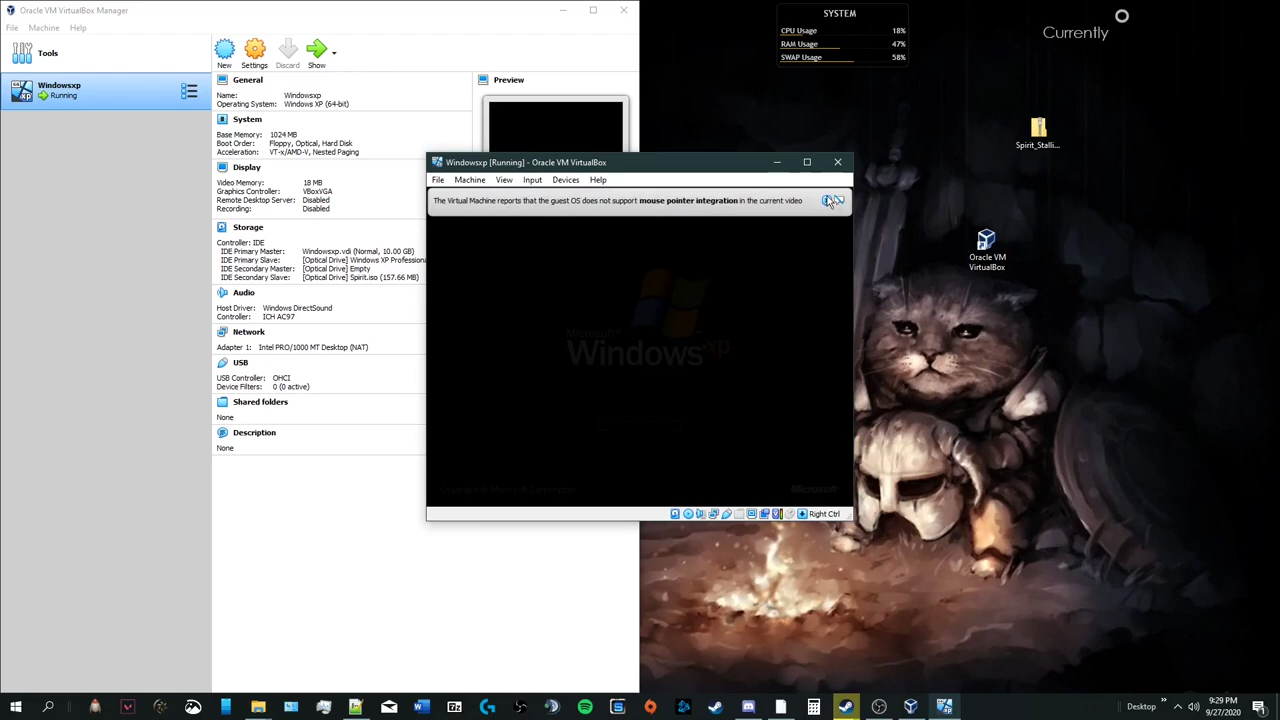 Oracle VM VirtualBox Manager
File Machine Help
Tools
Windowsxp
Running
New Settings Discard Show
General
Name: Windowsxp
Operating System: Windows XP (64-bit)
System
Base Memory: 1024 MB
Boot Order: Floppy, Optical, Hard Disk
Acceleration: VT-x/AMD-V, Nested Paging
Display
Video Memory: 18 MB
Graphics Controller: VBoxVGA
Remote Desktop Server: Disabled
Recording: Disabled
Storage
Controller: IDE
IDE Primary Master: Windowsxp.vdi (Normal, 10.00 GB)
IDE Primary Slave: [Optical Drive] Windows XP Profession
IDE Secondary Master: [Optical Drive] Empty
IDE Secondary Slave: [Optical Drive] Spirit.iso (157.66 MB)
Audio
Host Driver: Windows DirectSound
Controller: ICH AC97
Network
Adapter 1: Intel PRO/1000 MT Desktop (NAT)
USB
USB Controller: OHCI
Device Filters: 0 (0 active)
Shared folders
None
Description
None
Preview
Windowsxp [Running] - Oracle VM VirtualBox
File Machine View Input Devices Help
The Virtual Machine reports that the guest OS does not support mouse pointer integration in the current video
Microsoft
Windows xp
Copyright © Microsoft Corporation
Microsoft
Right Ctrl
SYSTEM
CPU Usage 18%
RAM Usage 47%
SWAP Usage 58%
Currently
Spirit_Stalli...
Oracle VM
VirtualBox
Desktop
9:29 PM
9/27/2020